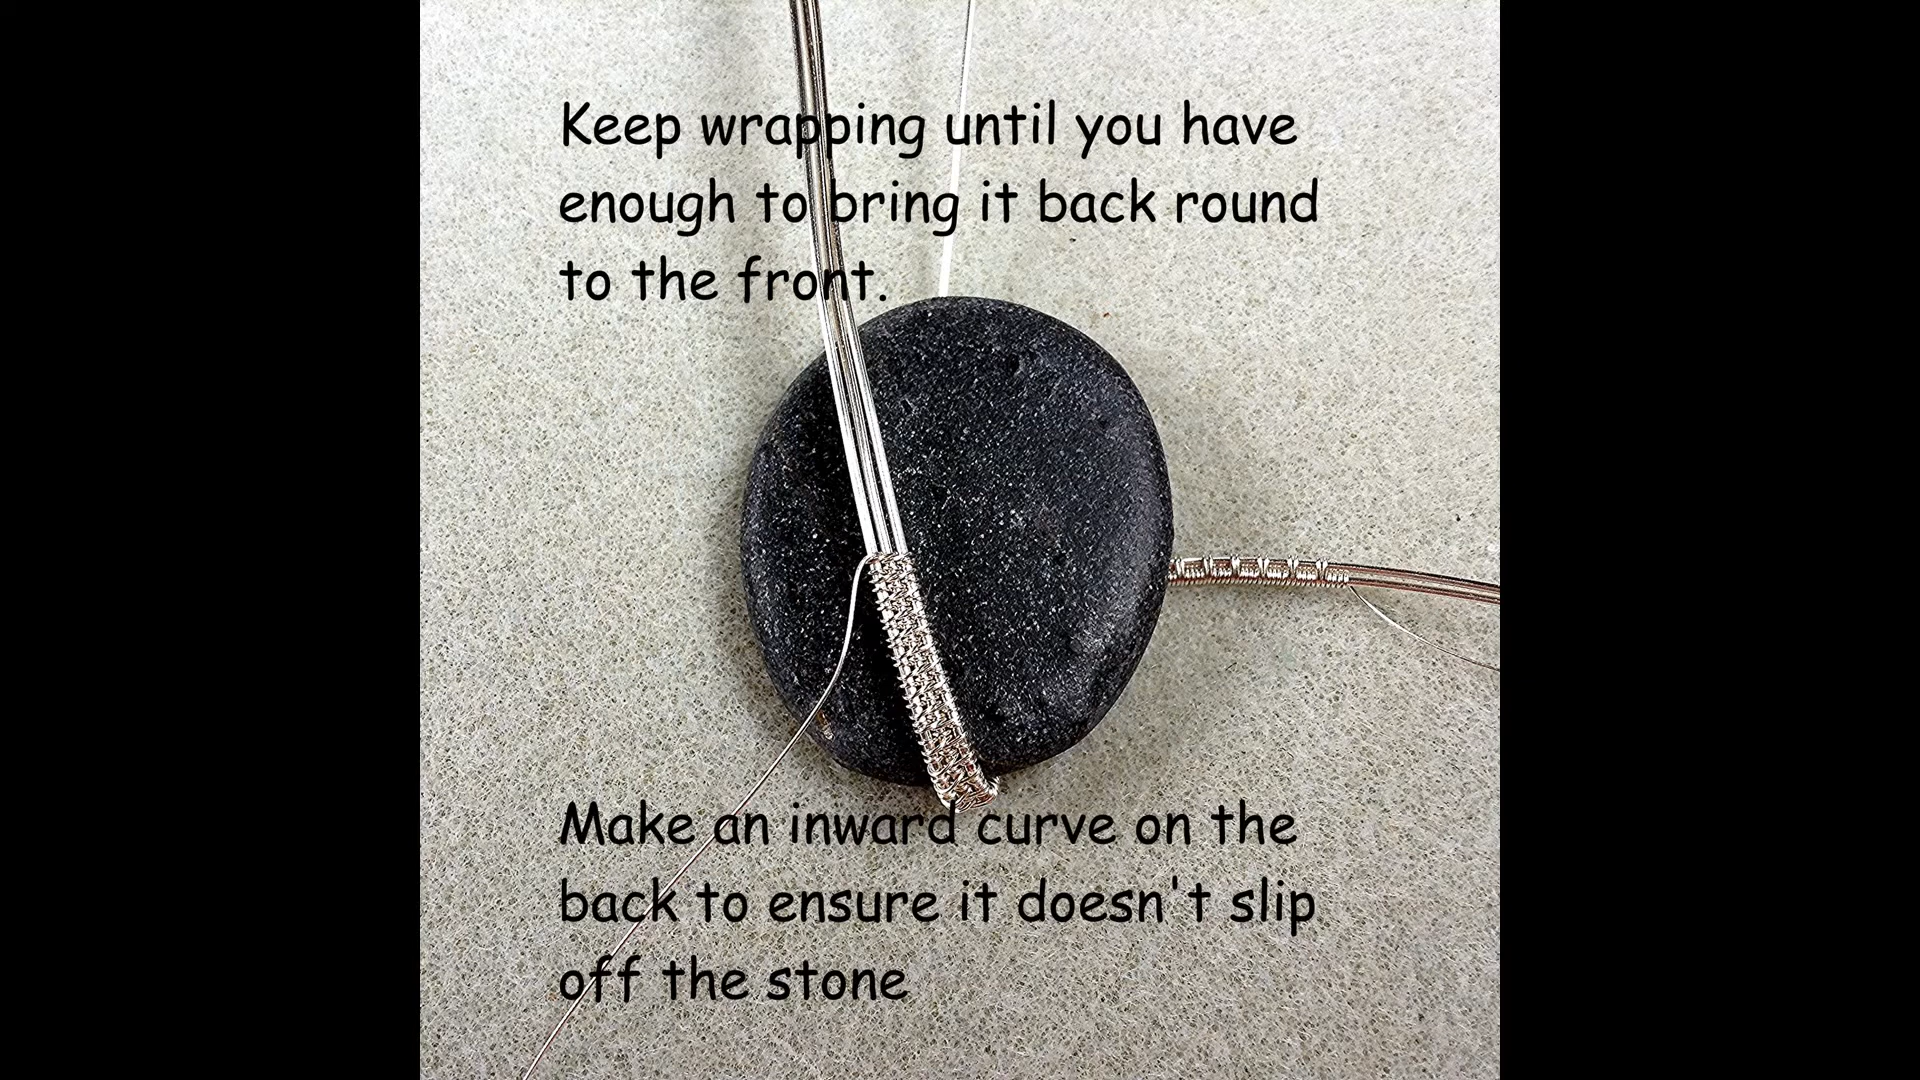 Keep wrapping until you have
enough to bring it back round
to the front.
Make an inward curve on the
back to ensure it doesn't slip
off the stone